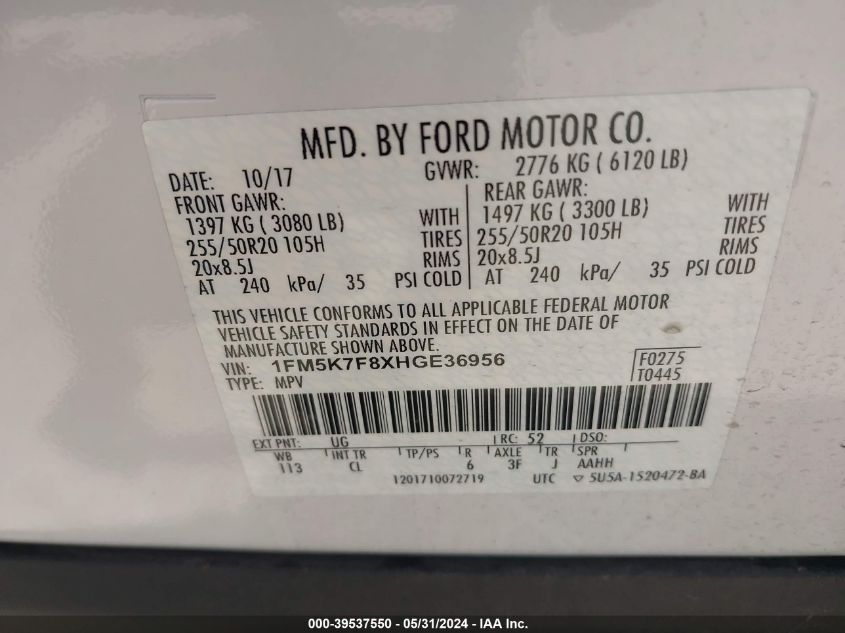 MFD. BY FORD MOTOR CO.
DATE: 10/17 GVWR: 2776 KG ( 6120 LB)
FRONT GAWR: REAR GAWR:
1397 KG ( 3080 LB) WITH 1497 KG ( 3300 LB) WITH
255/50R20 105H TIRES 255/50R20 105H TIRES
20x8.5J RIMS 20x8.5J RIMS
AT 240 kPa/ 35 PSI COLD AT 240 kPa/ 35 PSI COLD
THIS VEHICLE CONFORMS TO ALL APPLICABLE FEDERAL MOTOR
VEHICLE SAFETY STANDARDS IN EFFECT ON THE DATE OF
MANUFACTURE SHOWN ABOVE.
VIN: 1FM5K7F8XHGE36956 F0275
TYPE: MPV T0445
EXT PNT: UG RC: 52 DSO:
WB INT TR TP/PS R AXLE TR SPR
113 CL 6 3F J AAHH
1201710072719 UTC ▽ 5U5A-1520472-BA
000-39537550 - 05/31/2024 - IAA Inc.